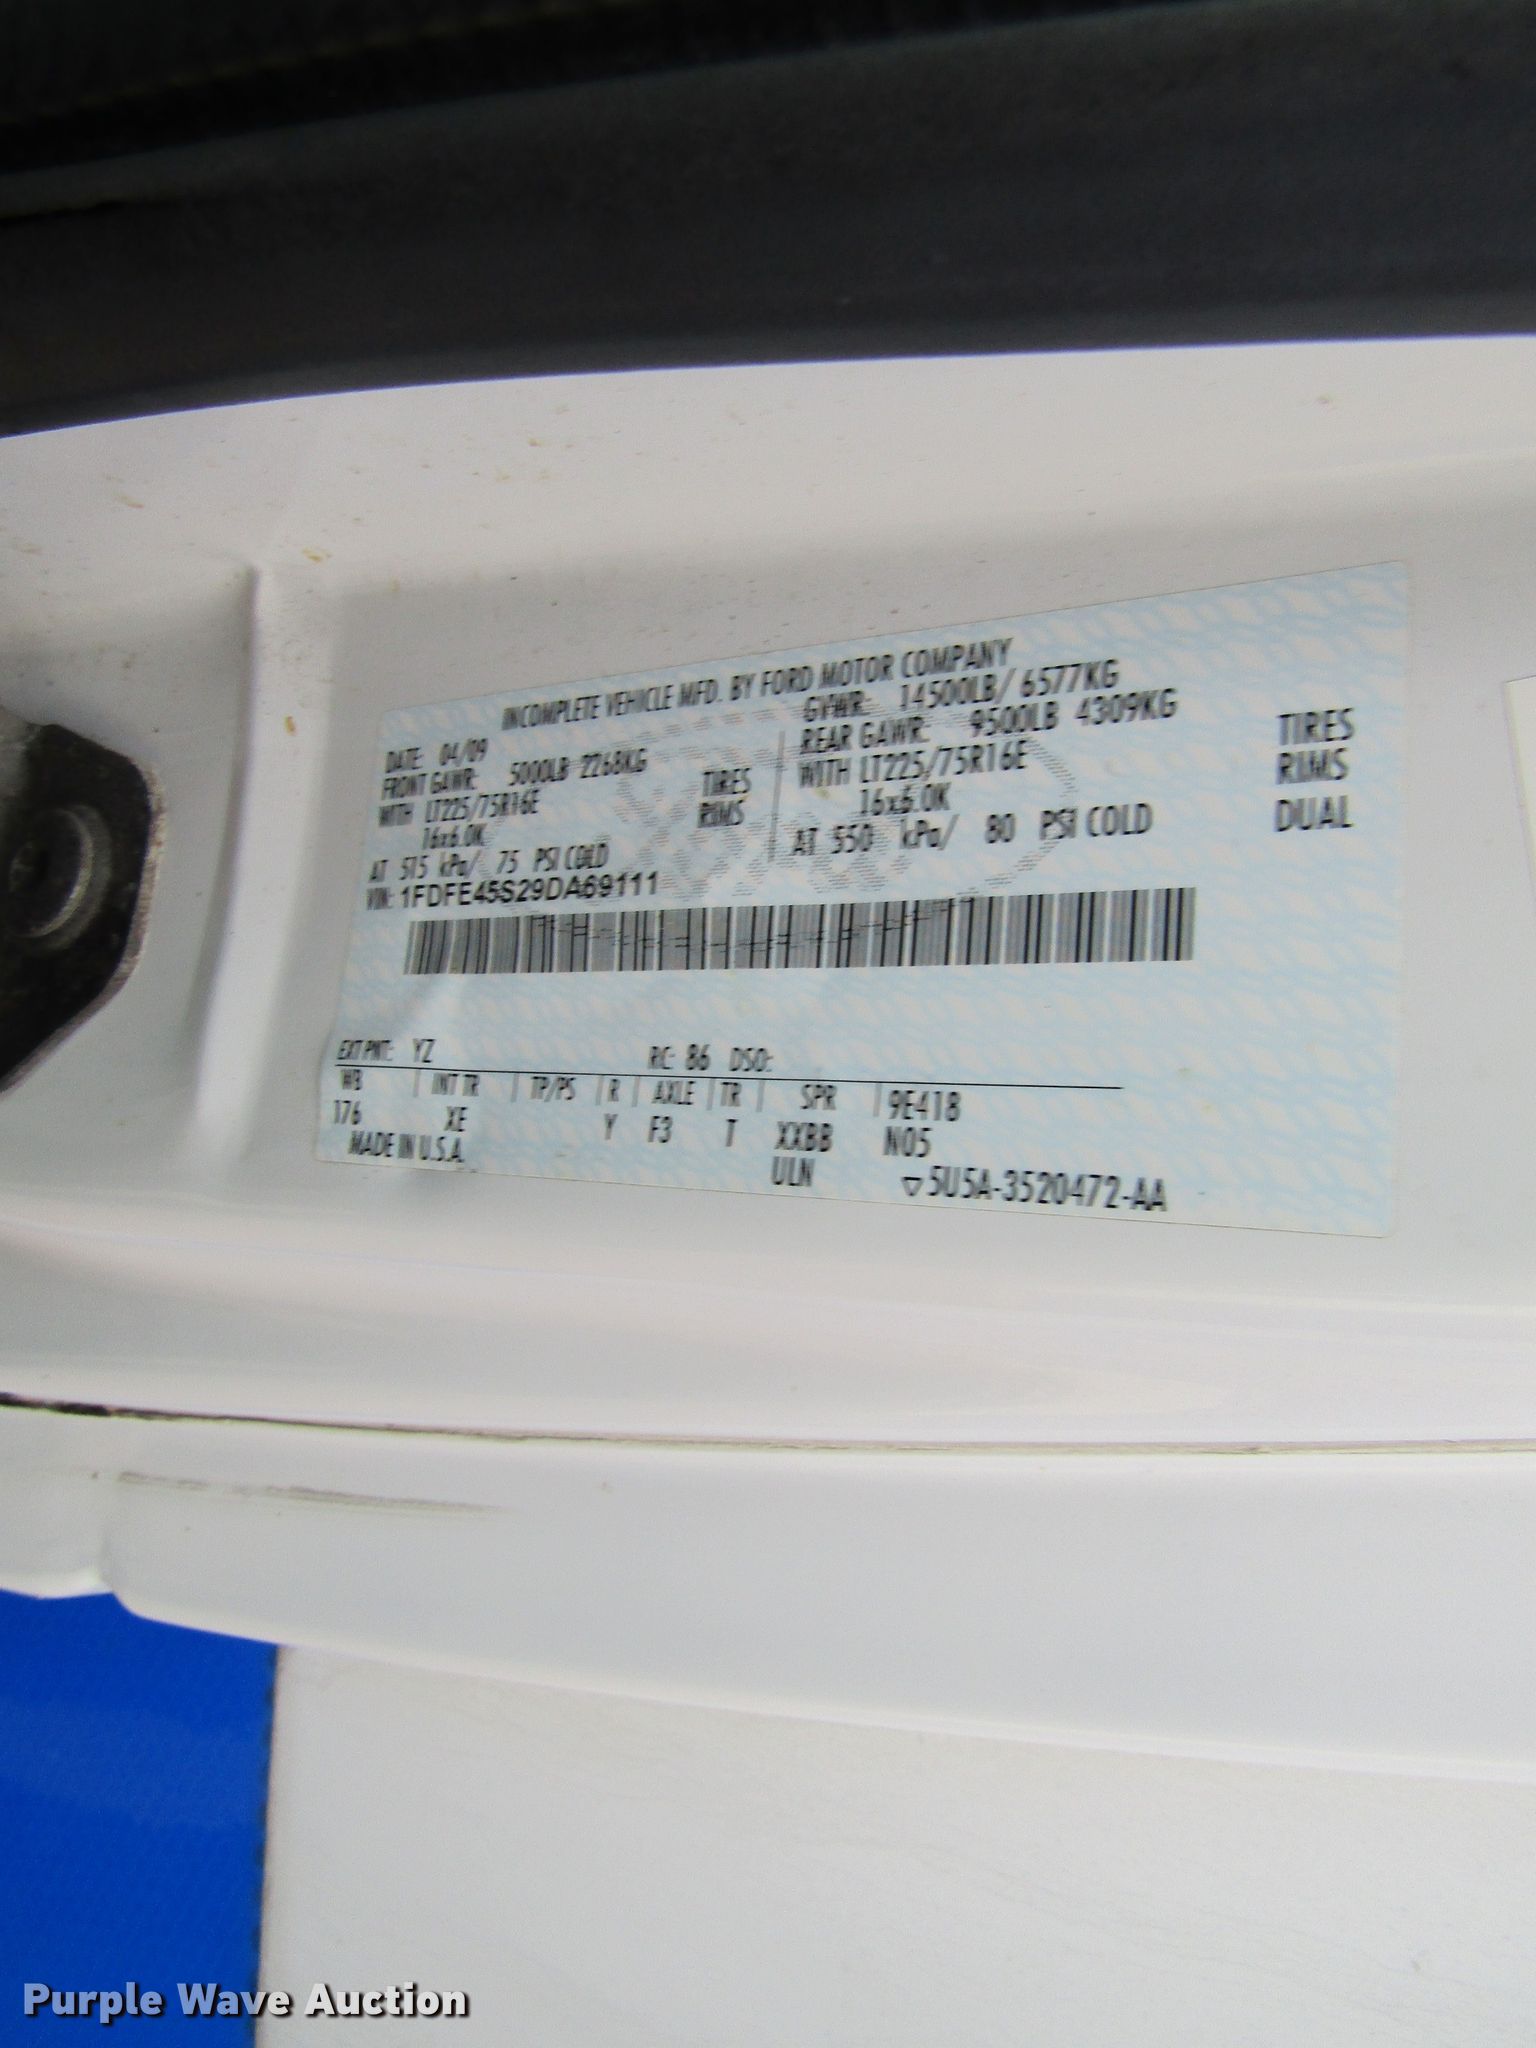 INCOMPLETE VEHICLE MFD. BY FORD MOTOR COMPANY
DATE: 04/09 GVWR: 14500LB/ 6577KG
FRONT GAWR: 5000LB 2268KG REAR GAWR: 9500LB 4309KG
WITH LT225/75R16E TIRES WITH LT225/75R16E TIRES
16x6.0K RIMS 16x6.0K RIMS
AT 515 kPa/ 75 PSI COLD AT 550 kPa/ 80 PSI COLD DUAL
VIN: 1FDFE45S29DA69111
EXT PNT: YZ RC: 86 DSO:
WB INT TR TP/PS R AXLE TR SPR 9E418
176 XE Y F3 T XXBB N05
MADE IN U.S.A. ULN ▽5U5A-3520472-AA
Purple Wave Auction